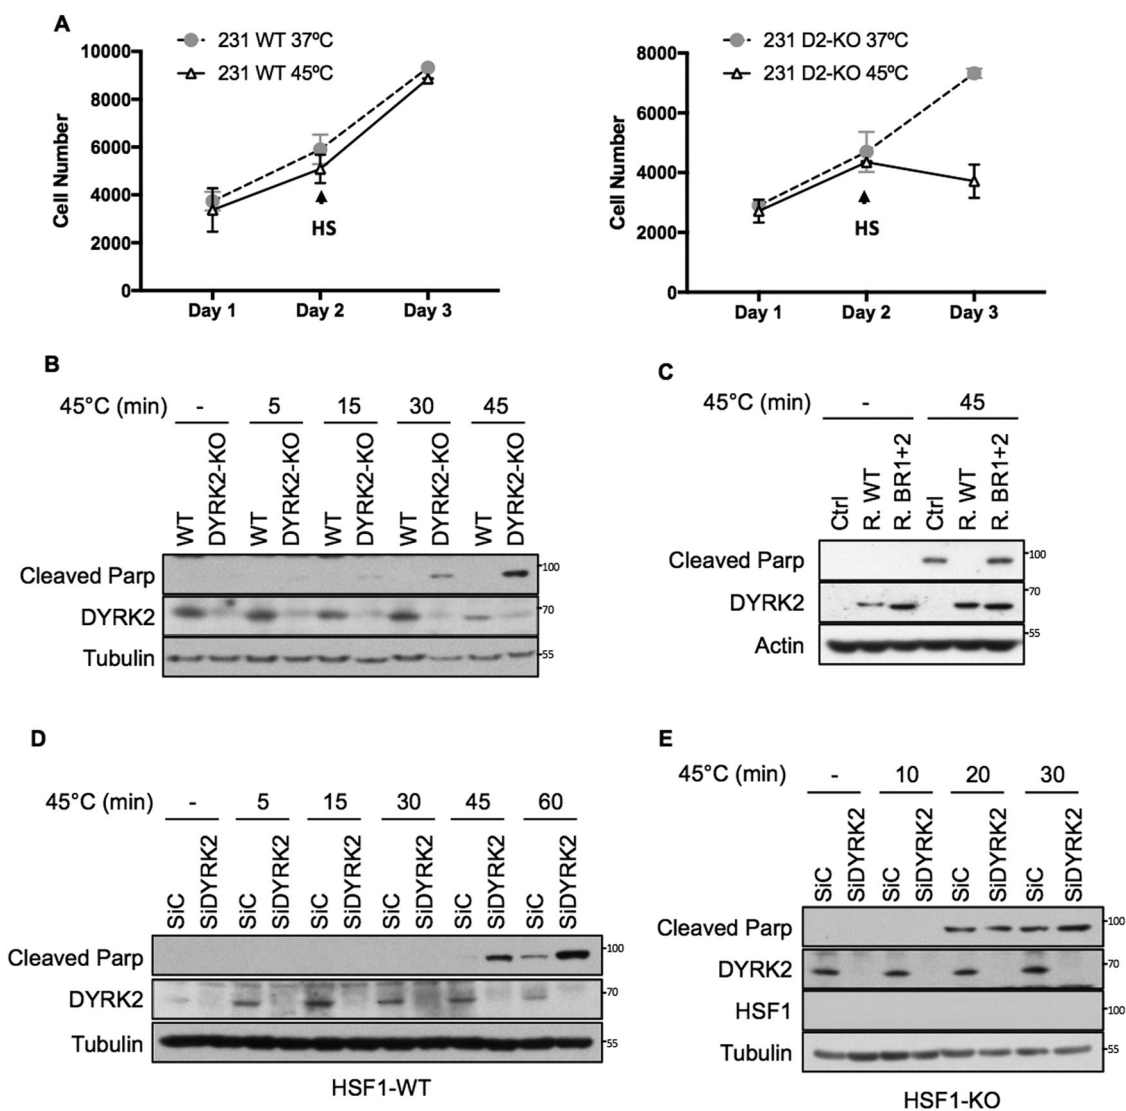 A
231 WT 37ºC
231 WT 45ºC
Cell Number
10000
8000
6000
4000
2000
0
HS
Day 1 Day 2 Day 3
231 D2-KO 37ºC
231 D2-KO 45ºC
Cell Number
8000
6000
4000
2000
0
HS
Day 1 Day 2 Day 3
B
45°C (min) - 5 15 30 45
WT DYRK2-KO WT DYRK2-KO WT DYRK2-KO WT DYRK2-KO WT DYRK2-KO
Cleaved Parp 100
DYRK2 70
Tubulin 55
C
45°C (min) - 45
Ctrl R. WT R. BR1+2 Ctrl R. WT R. BR1+2
Cleaved Parp 100
DYRK2 70
Actin 55
D
45°C (min) - 5 15 30 45 60
SiC SiDYRK2 SiC SiDYRK2 SiC SiDYRK2 SiC SiDYRK2 SiC SiDYRK2 SiC SiDYRK2
Cleaved Parp 100
DYRK2 70
Tubulin 55
HSF1-WT
E
45°C (min) - 10 20 30
SiC SiDYRK2 SiC SiDYRK2 SiC SiDYRK2 SiC SiDYRK2
Cleaved Parp 100
DYRK2 70
HSF1 100
Tubulin 55
HSF1-KO